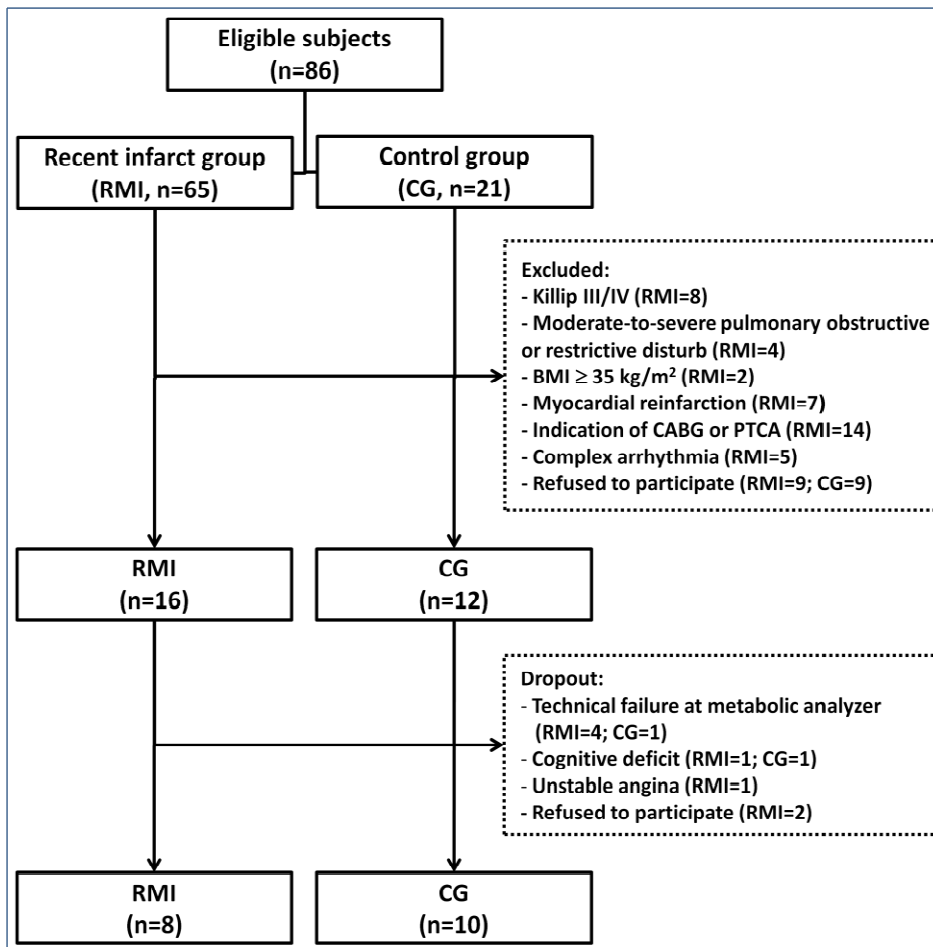 Eligible subjects
(n=86)
Recent infarct group
(RMI, n=65)
Control group
(CG, n=21)
Excluded:
- Killip III/IV (RMI=8)
- Moderate-to-severe pulmonary obstructive
or restrictive disturb (RMI=4)
- BMI ≥ 35 kg/m² (RMI=2)
- Myocardial reinfarction (RMI=7)
- Indication of CABG or PTCA (RMI=14)
- Complex arrhythmia (RMI=5)
- Refused to participate (RMI=9; CG=9)
RMI
(n=16)
CG
(n=12)
Dropout:
- Technical failure at metabolic analyzer
(RMI=4; CG=1)
- Cognitive deficit (RMI=1; CG=1)
- Unstable angina (RMI=1)
- Refused to participate (RMI=2)
RMI
(n=8)
CG
(n=10)